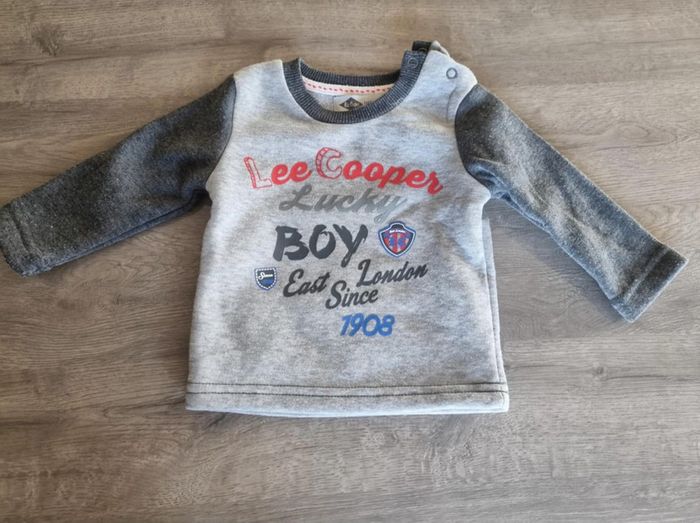 Lee Cooper
Lucky
BOY
East London
Since
1908